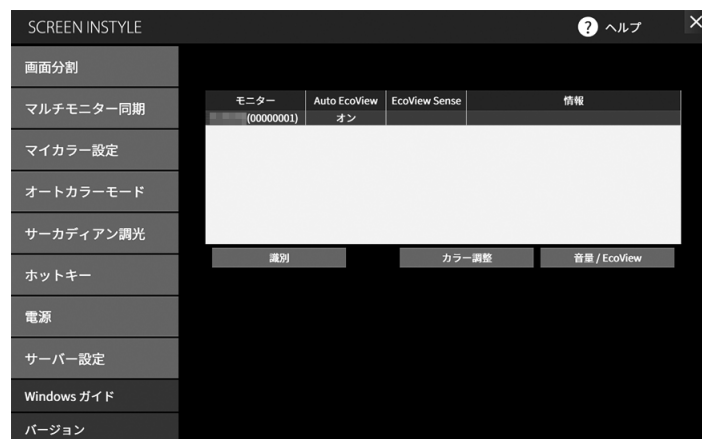 SCREEN INSTYLE
? ヘルプ
画面分割
マルチモニター同期
マイカラー設定
オートカラーモード
サーカディアン調光
ホットキー
電源
サーバー設定
Windows ガイド
バージョン
モニター Auto EcoView EcoView Sense 情報
(00000001) オン
識別 カラー調整 音量 / EcoView